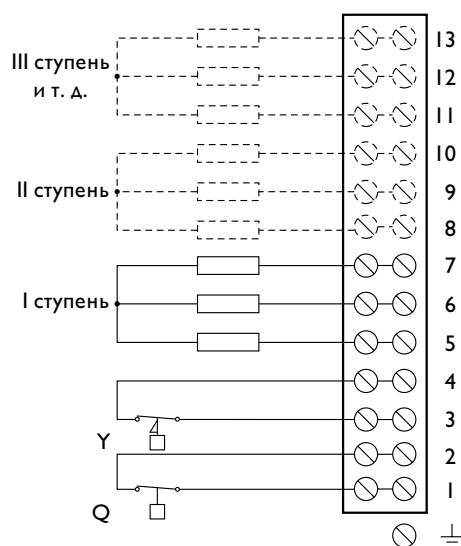 13
III ступень
и т. д.
12
11
10
II ступень
9
8
7
I ступень
6
5
4
3
Y
2
1
Q